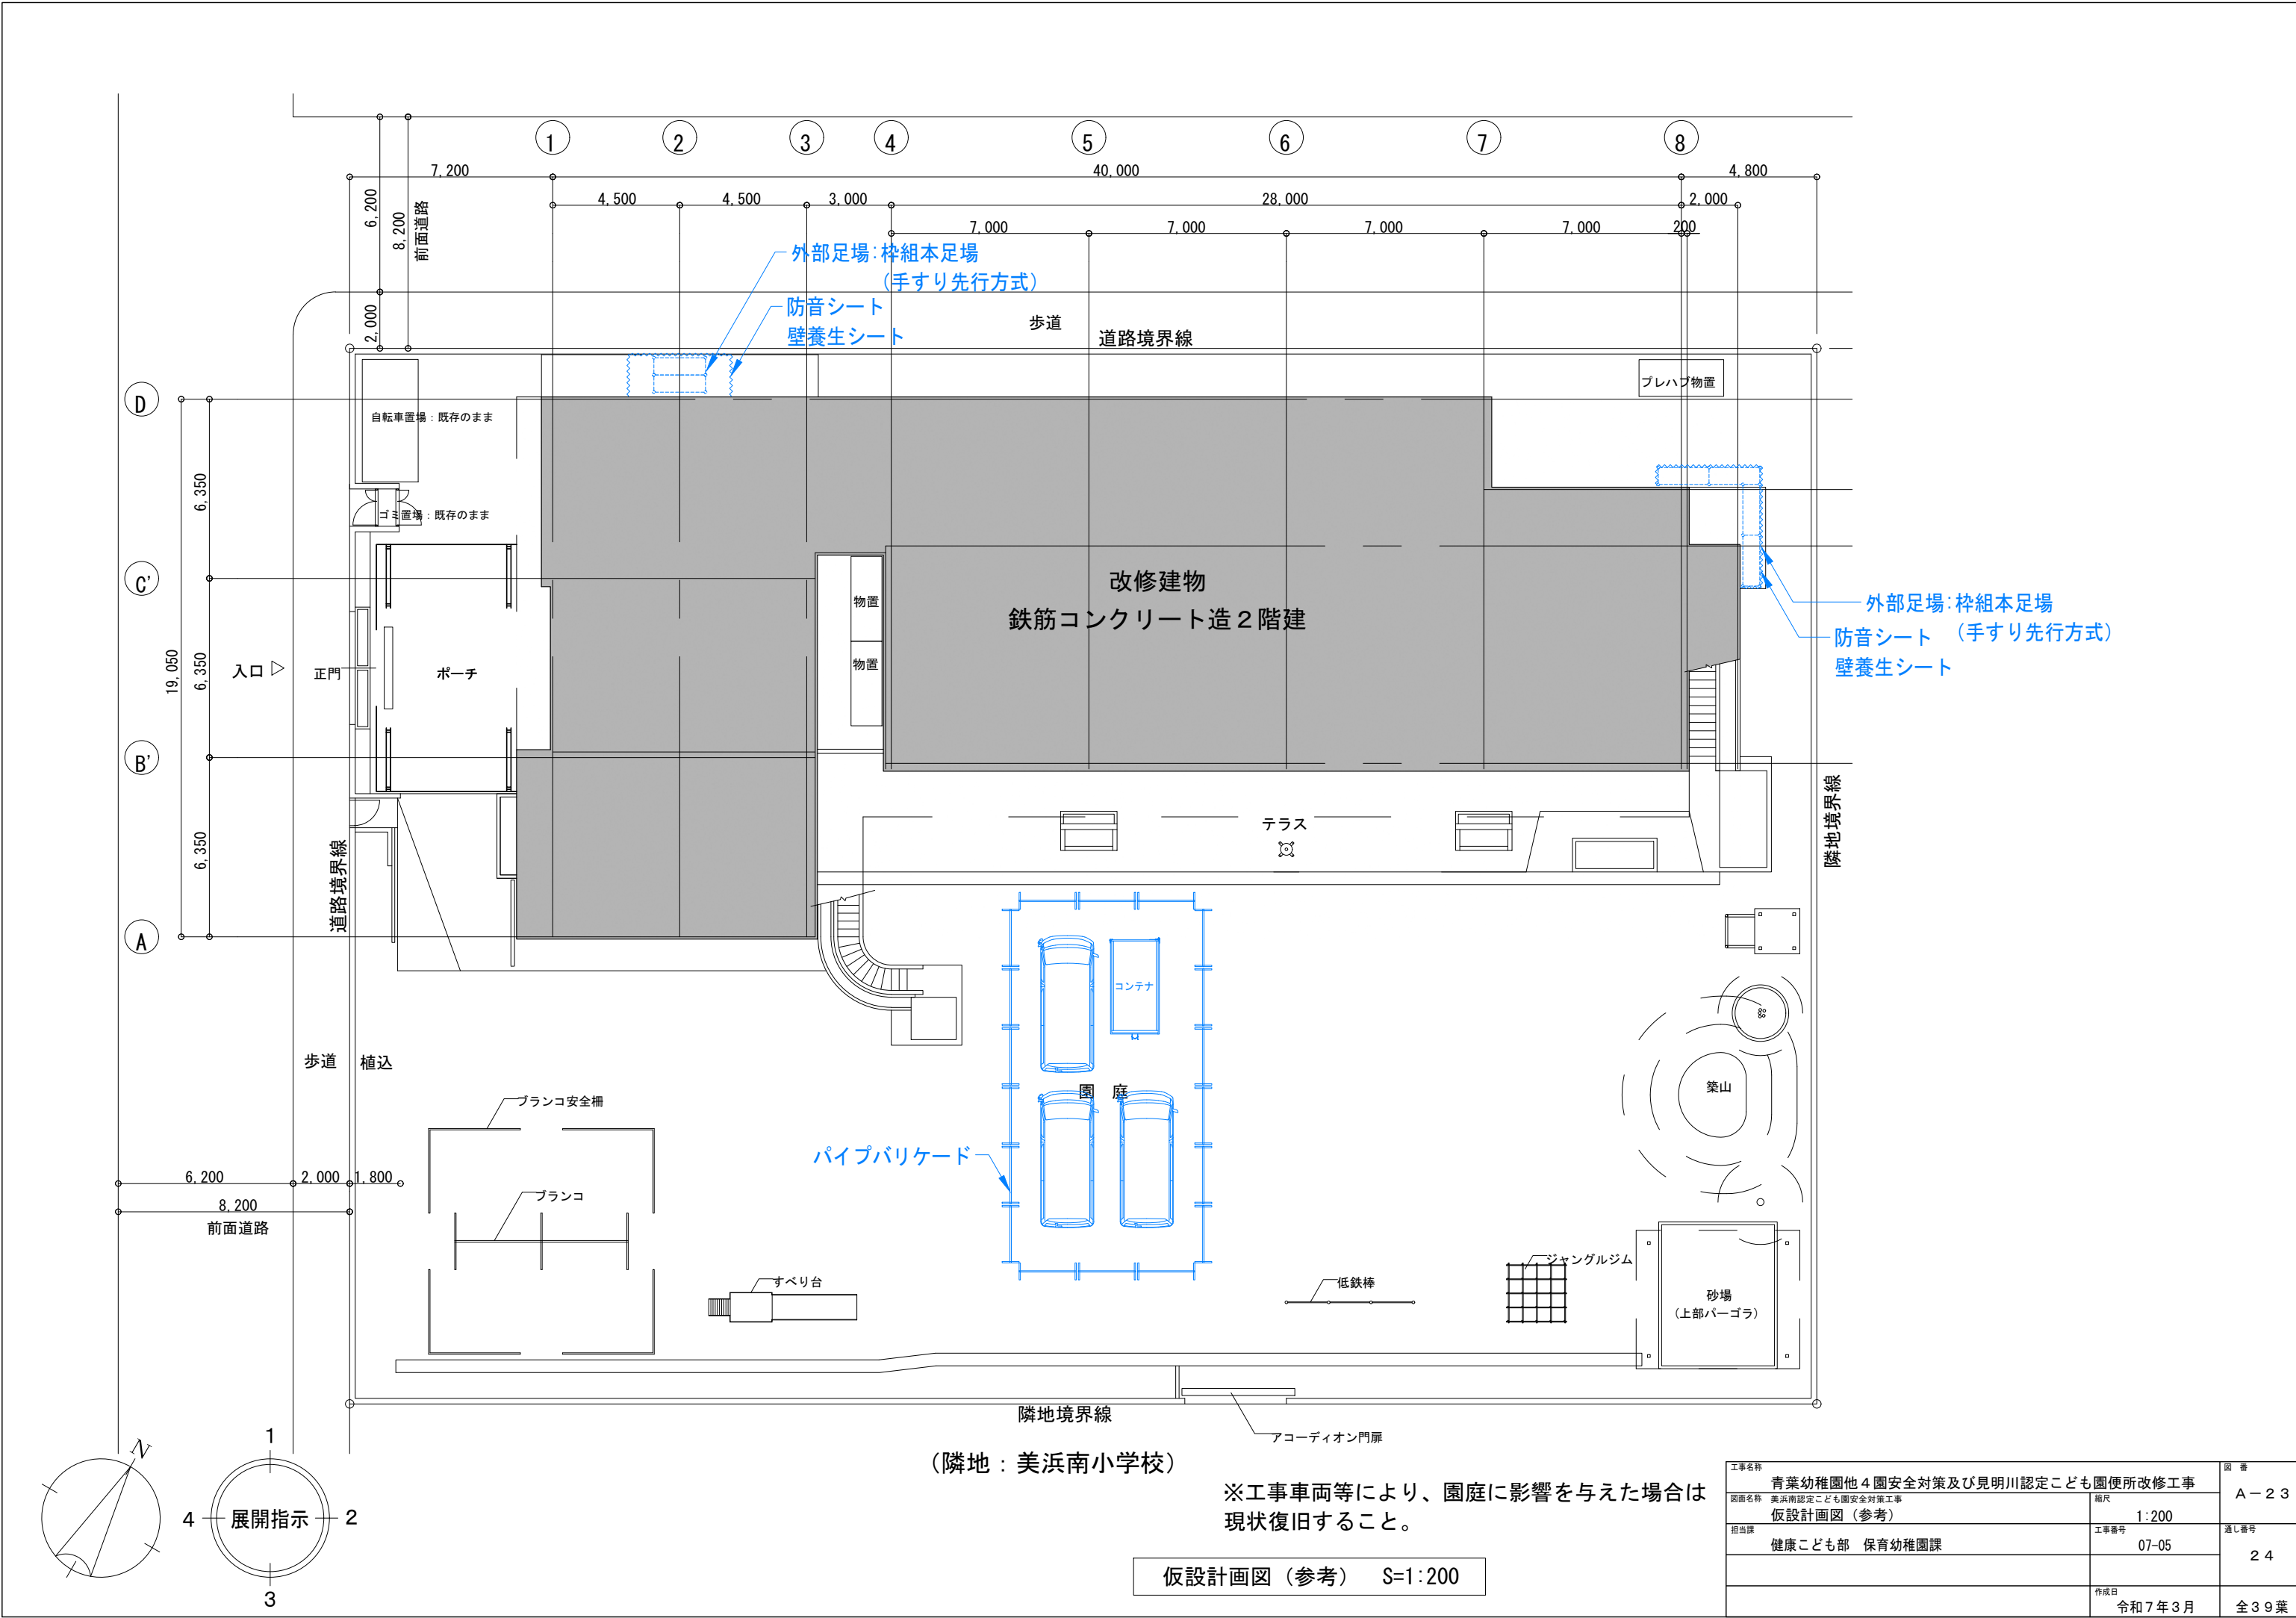 1
2
3
4
5
6
7
8
7,200
40,000
4,800
4,500
4,500
3,000
28,000
2,000
7,000
7,000
7,000
7,000
200
6,200
8,200
前面道路
2,000
外部足場:枠組本足場
(手すり先行方式)
防音シート
壁養生シート
歩道
道路境界線
プレハブ物置
D
C'
B'
A
自転車置場:既存のまま
ゴミ置場:既存のまま
6,350
6,350
6,350
19,050
入口
正門
ポーチ
物置
物置
改修建物
鉄筋コンクリート造2階建
外部足場:枠組本足場
(手すり先行方式)
防音シート
壁養生シート
道路境界線
テラス
隣地境界線
コンテナ
園 庭
歩道
植込
築山
ブランコ安全柵
パイプバリケード
6,200
2,000
1,800
8,200
前面道路
ブランコ
すべり台
低鉄棒
ジャングルジム
砂場
(上部パーゴラ)
隣地境界線
アコーディオン門扉
(隣地:美浜南小学校)
N
1
2
3
4
展開指示
※工事車両等により、園庭に影響を与えた場合は
現状復旧すること。
仮設計画図(参考) S=1:200
工事名称
青葉幼稚園他4園安全対策及び見明川認定こども園便所改修工事
図 番
A-23
図面名称
美浜南認定こども園安全対策工事
仮設計画図(参考)
縮尺
1:200
担当課
健康こども部 保育幼稚園課
工事番号
07-05
通し番号
24
作成日
令和7年3月
全39葉